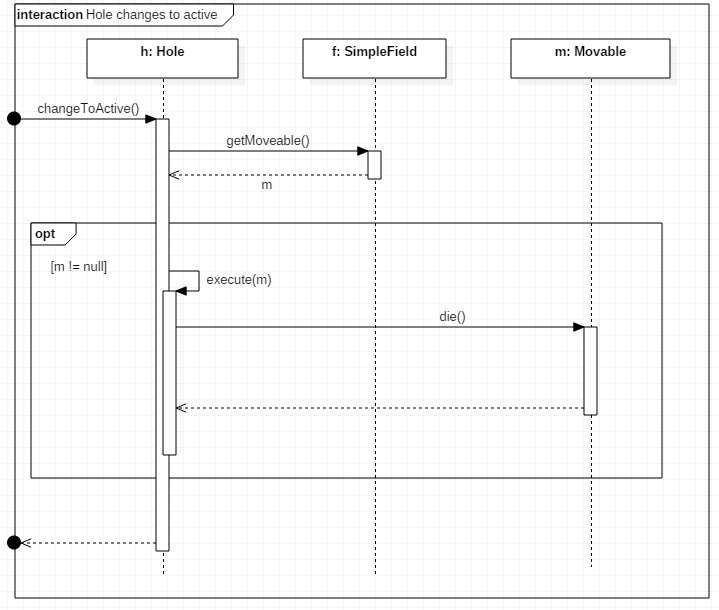 interaction Hole changes to active
h: Hole
f: SimpleField
m: Movable
changeToActive()
getMoveable()
m
opt
[m != null]
execute(m)
die()